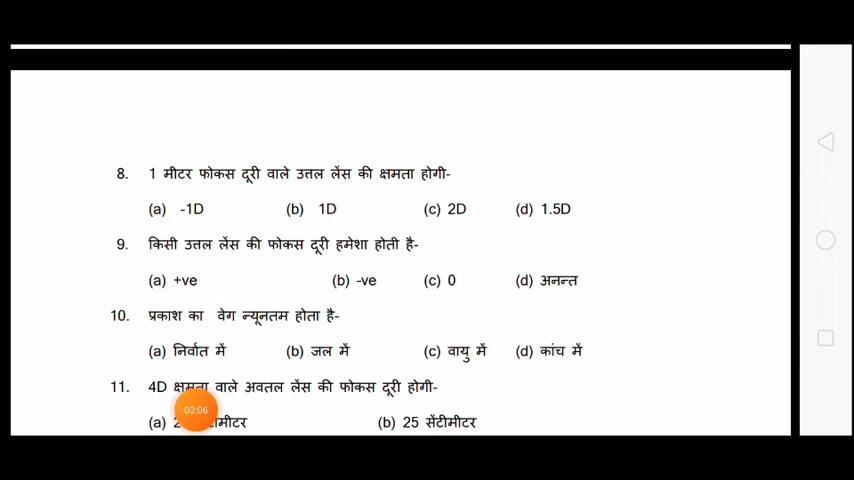 8. 1 मीटर फोकस दूरी वाले उत्तल लेंस की क्षमता होगी-
(a) -1D (b) 1D (c) 2D (d) 1.5D
9. किसी उत्तल लेंस की फोकस दूरी हमेशा होती है-
(a) +ve (b) -ve (c) 0 (d) अनन्त
10. प्रकाश का वेग न्यूनतम होता है-
(a) निर्वात में (b) जल में (c) वायु में (d) कांच में
11. 4D क्षमता वाले अवतल लेंस की फोकस दूरी होगी-
03:06
(a) (b) 25 सेंटीमीटर